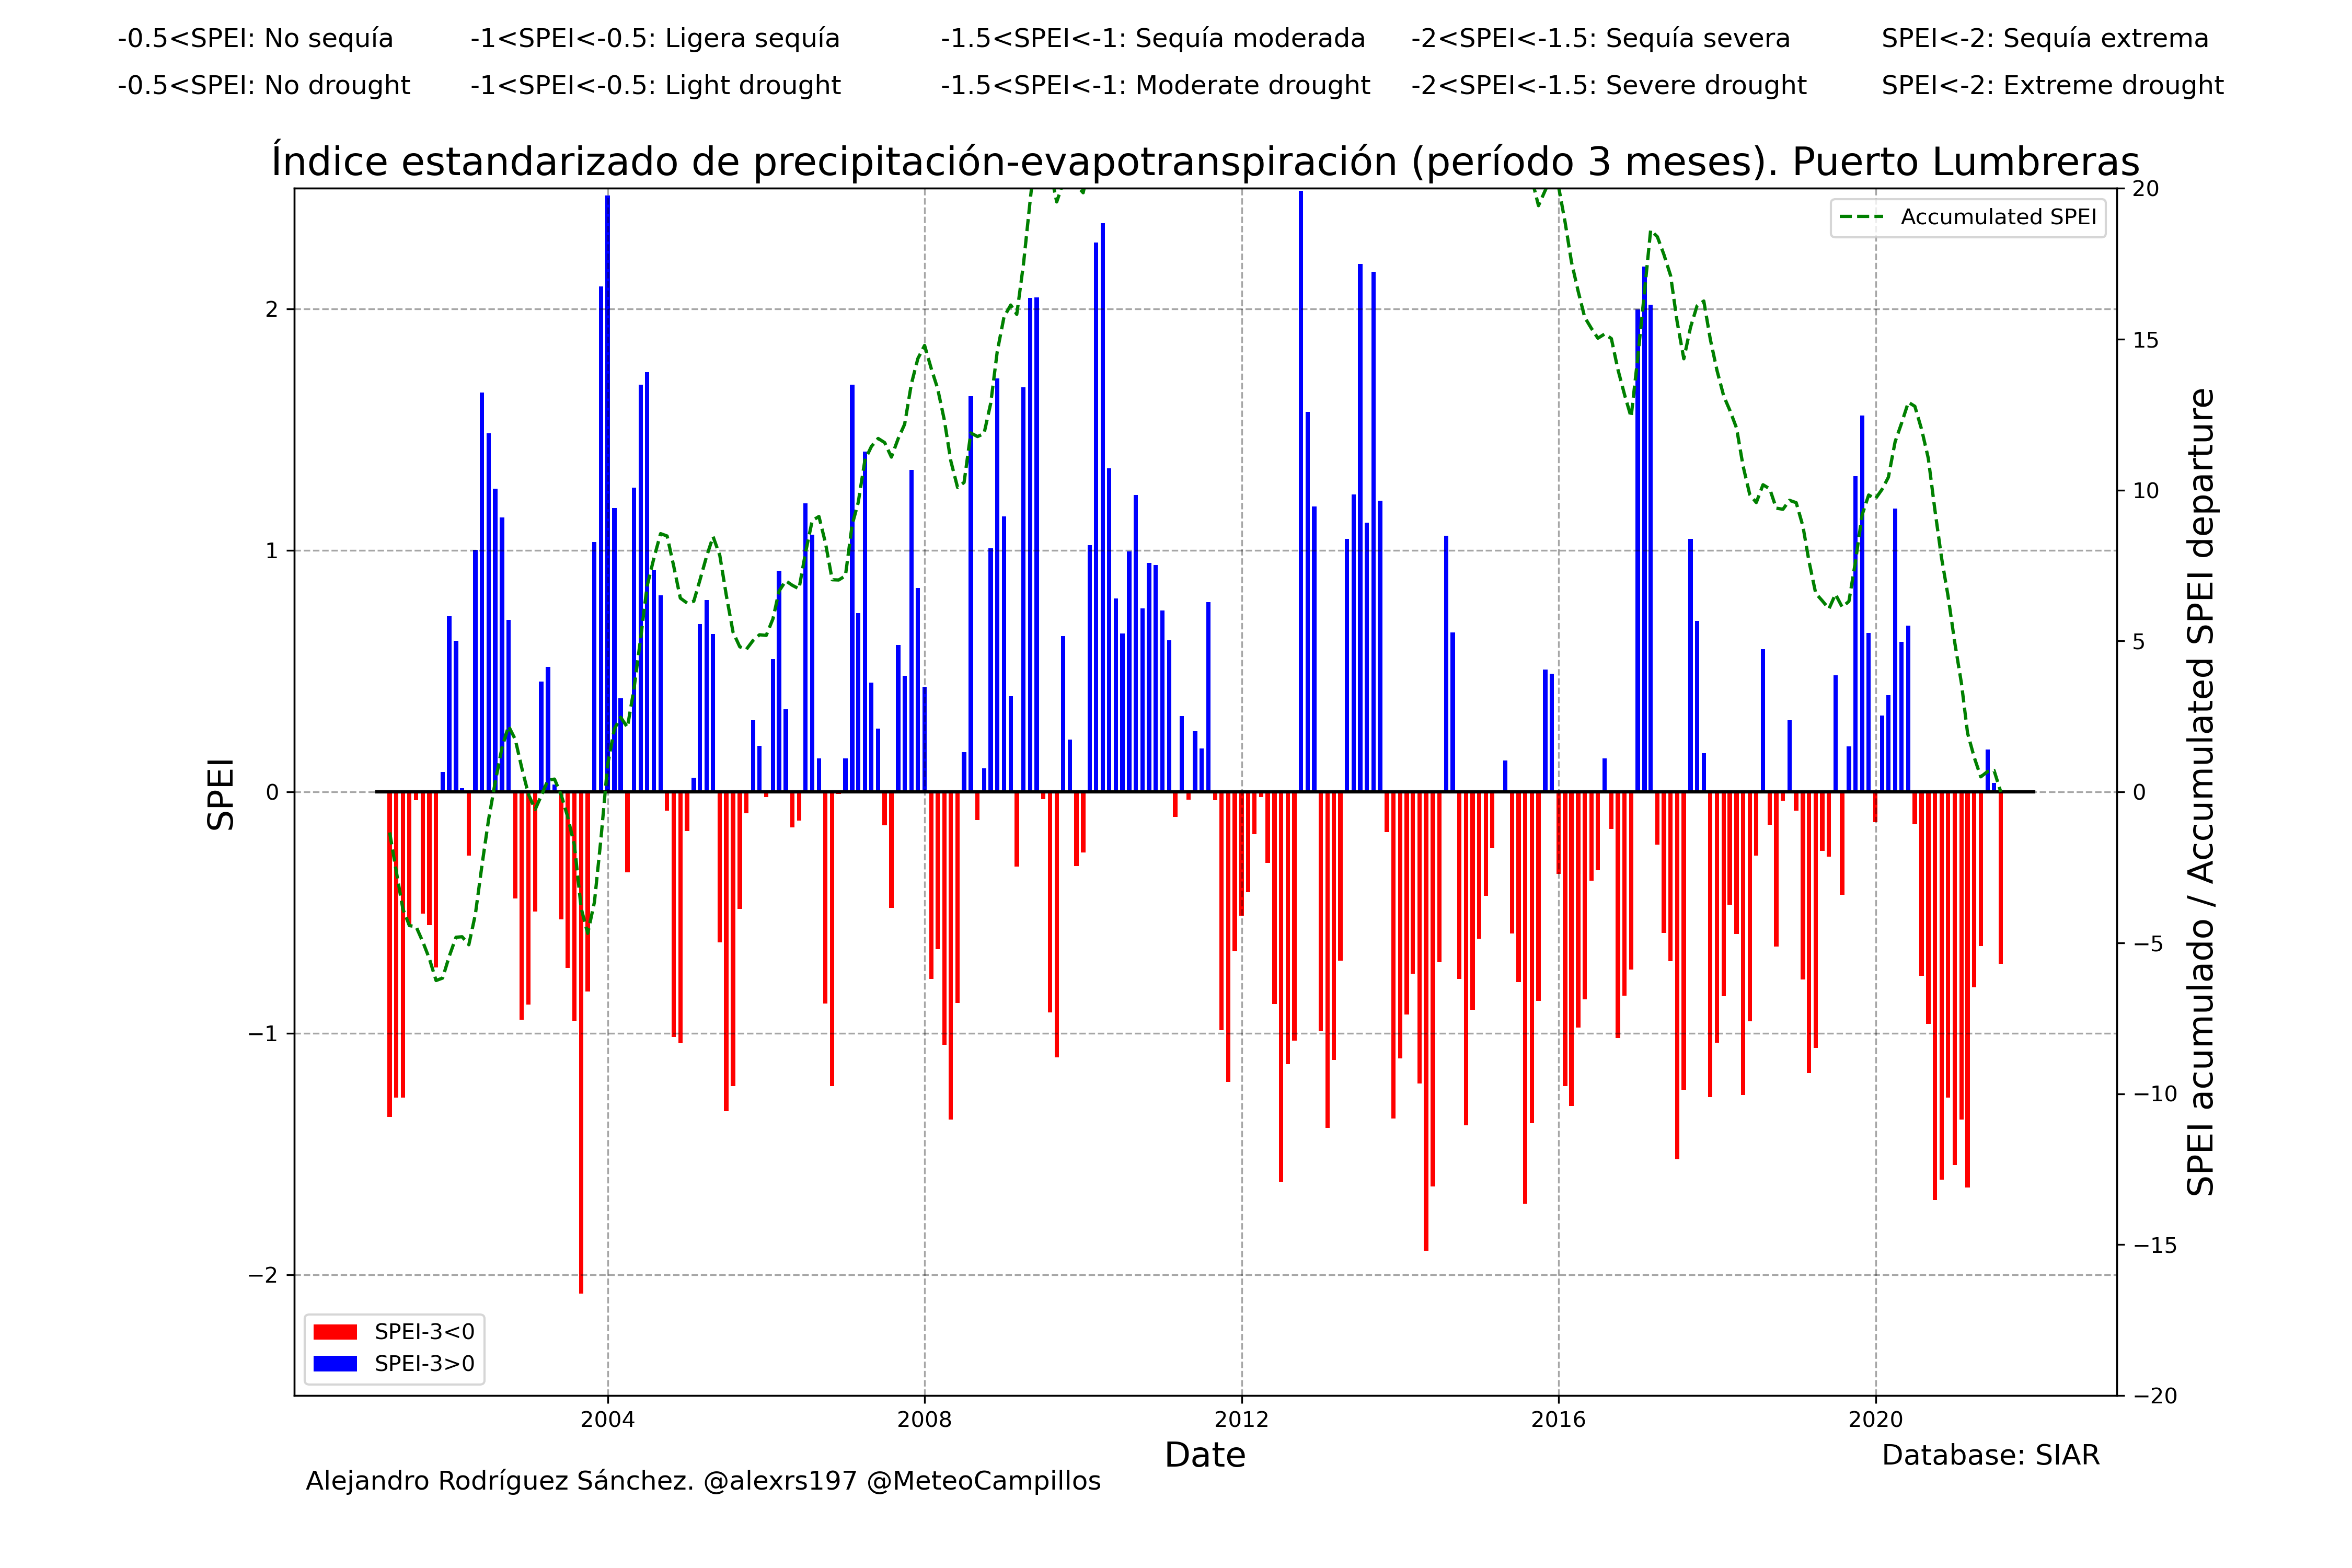 -0.5<SPEI: No sequía -1<SPEI<-0.5: Ligera sequía -1.5<SPEI<-1: Sequía moderada -2<SPEI<-1.5: Sequía severa SPEI<-2: Sequía extrema
-0.5<SPEI: No drought -1<SPEI<-0.5: Light drought -1.5<SPEI<-1: Moderate drought -2<SPEI<-1.5: Severe drought SPEI<-2: Extreme drought
Índice estandarizado de precipitación-evapotranspiración (período 3 meses). Puerto Lumbreras
Accumulated SPEI
SPEI
2
1
0
−1
−2
20
15
10
5
0
−5
−10
−15
−20
SPEI acumulado / Accumulated SPEI departure
SPEI-3<0
SPEI-3>0
2004 2008 2012 2016 2020
Date
Database: SIAR
Alejandro Rodríguez Sánchez. @alexrs197 @MeteoCampillos